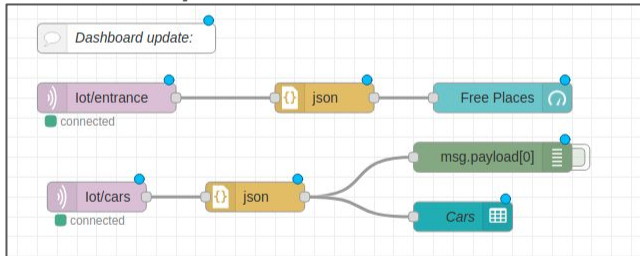 Dashboard update:
Iot/entrance
json
Free Places
connected
msg.payload[0]
Iot/cars
json
Cars
connected